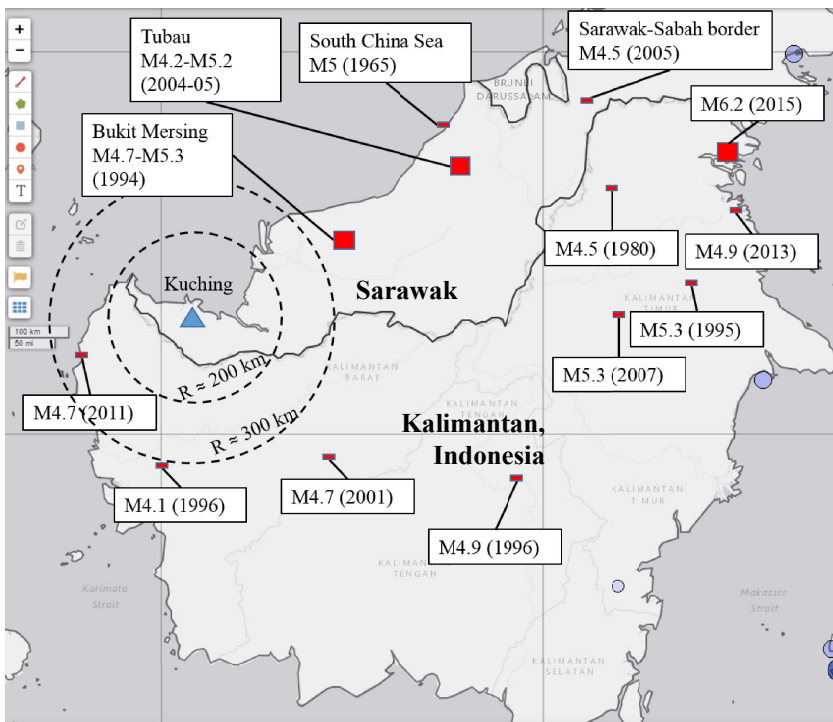 +
−
T
Tubau
M4.2-M5.2
(2004-05)
South China Sea
M5 (1965)
Sarawak-Sabah border
M4.5 (2005)
BRUNEI
DARUSSALAM
M6.2 (2015)
Bukit Mersing
M4.7-M5.3
(1994)
M4.5 (1980)
M4.9 (2013)
Kuching
Sarawak
KALIMANTAN
TIMUR
M5.3 (1995)
100 km
50 mi
M5.3 (2007)
R ≈ 200 km
KALIMANTAN
BARAT
M4.7 (2011)
R ≈ 300 km
KALIMANTAN
TENGAH
Kalimantan,
Indonesia
M4.1 (1996)
M4.7 (2001)
KALIMANTAN
TIMUR
M4.9 (1996)
KALIMANTAN
TENGAH
Karimata
Strait
Makassar
Strait
KALIMANTAN
SELATAN